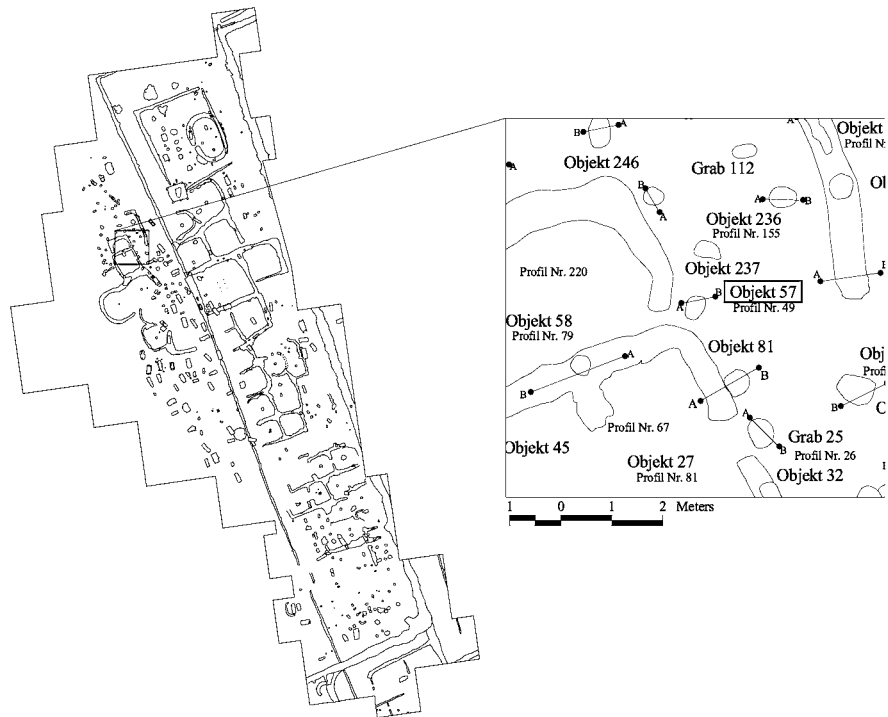 B A
Objekt 246
Grab 112
Objekt
Profil Nr.
A
B
A
A B
Objekt 236
Profil Nr. 155
Profil Nr. 220
Objekt 237
A B
Objekt 57
Profil Nr. 49
A B
Objekt 58
Profil Nr. 79
A
B
Objekt 81
A B
B
Objekt 45
Profil Nr. 67
A
B
Grab 25
Profil Nr. 26
Objekt 27
Profil Nr. 81
Objekt 32
1 0 1 2 Meters